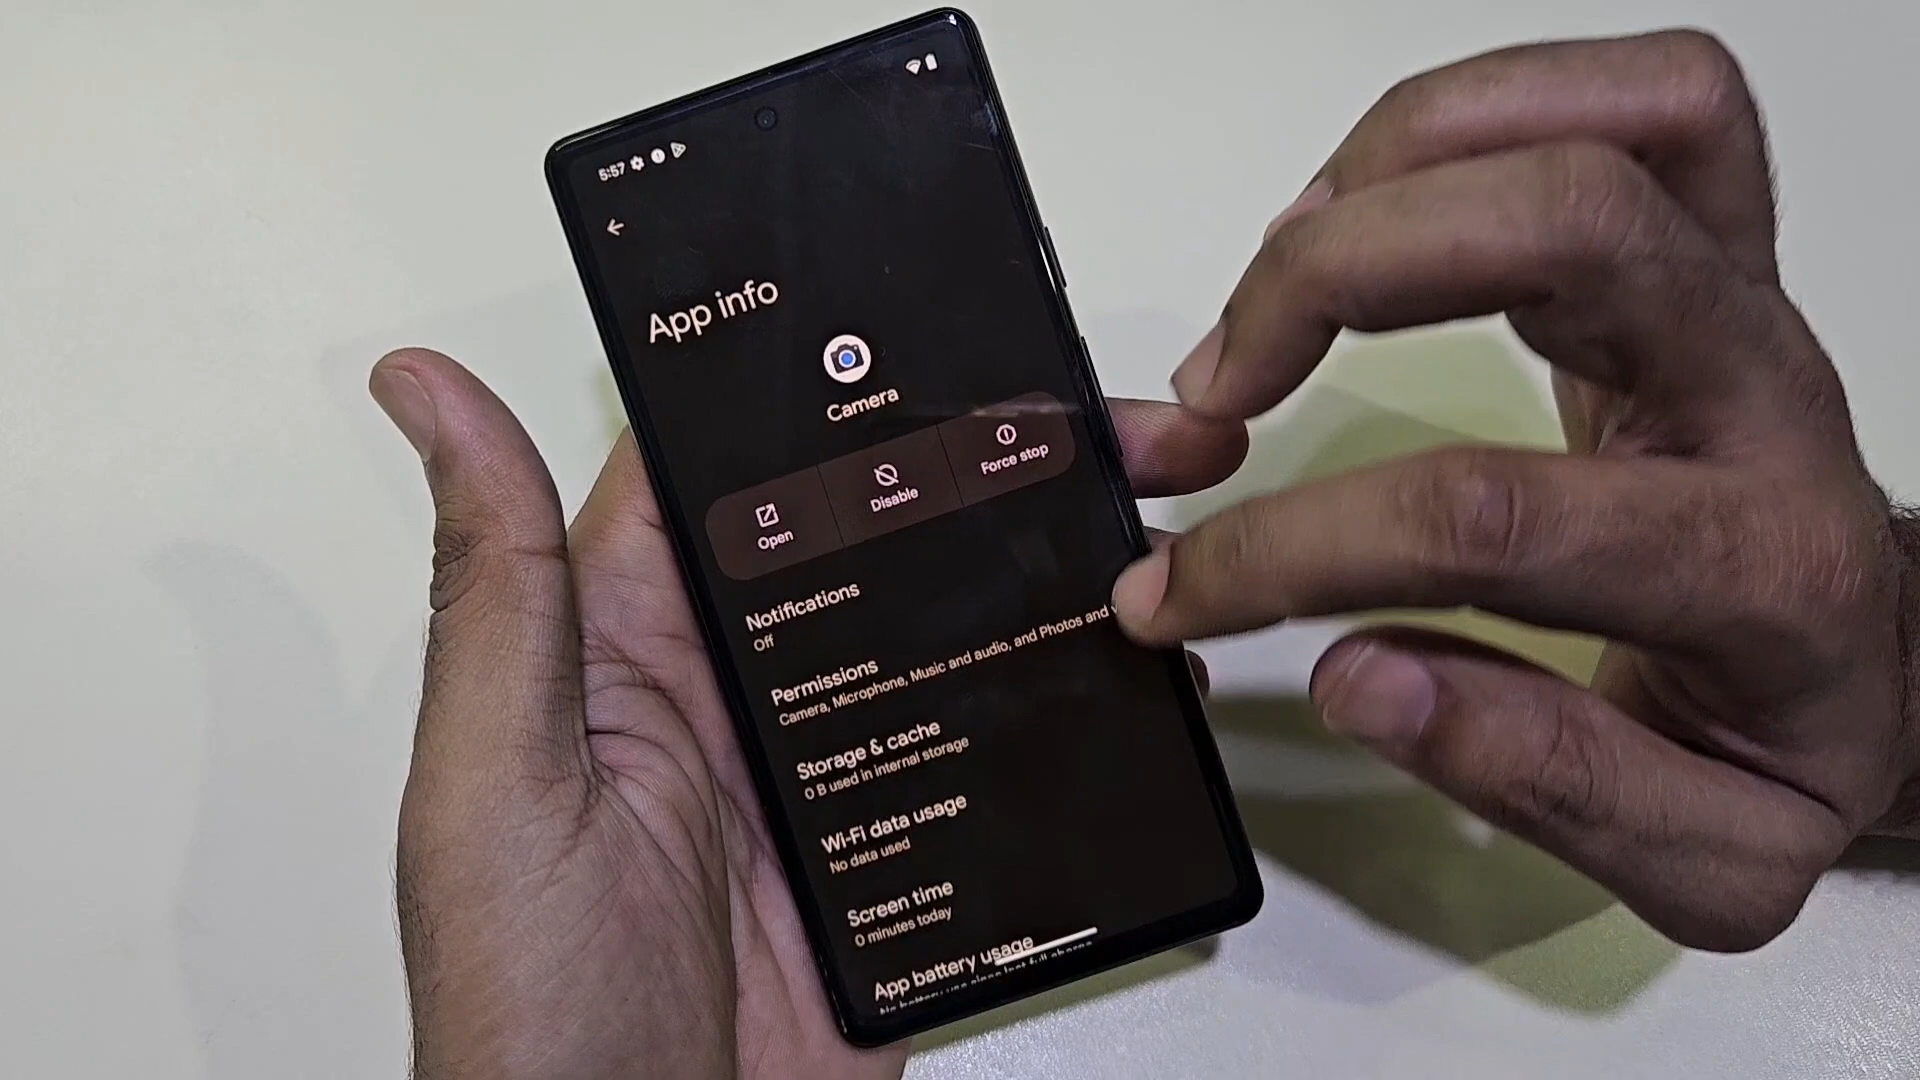 5:57
App info
Camera
Open
Disable
Force stop
Notifications
Off
Permissions
Camera, Microphone, Music and audio, and Photos and
Storage & cache
0 B used in internal storage
Wi-Fi data usage
No data used
Screen time
0 minutes today
App battery usage